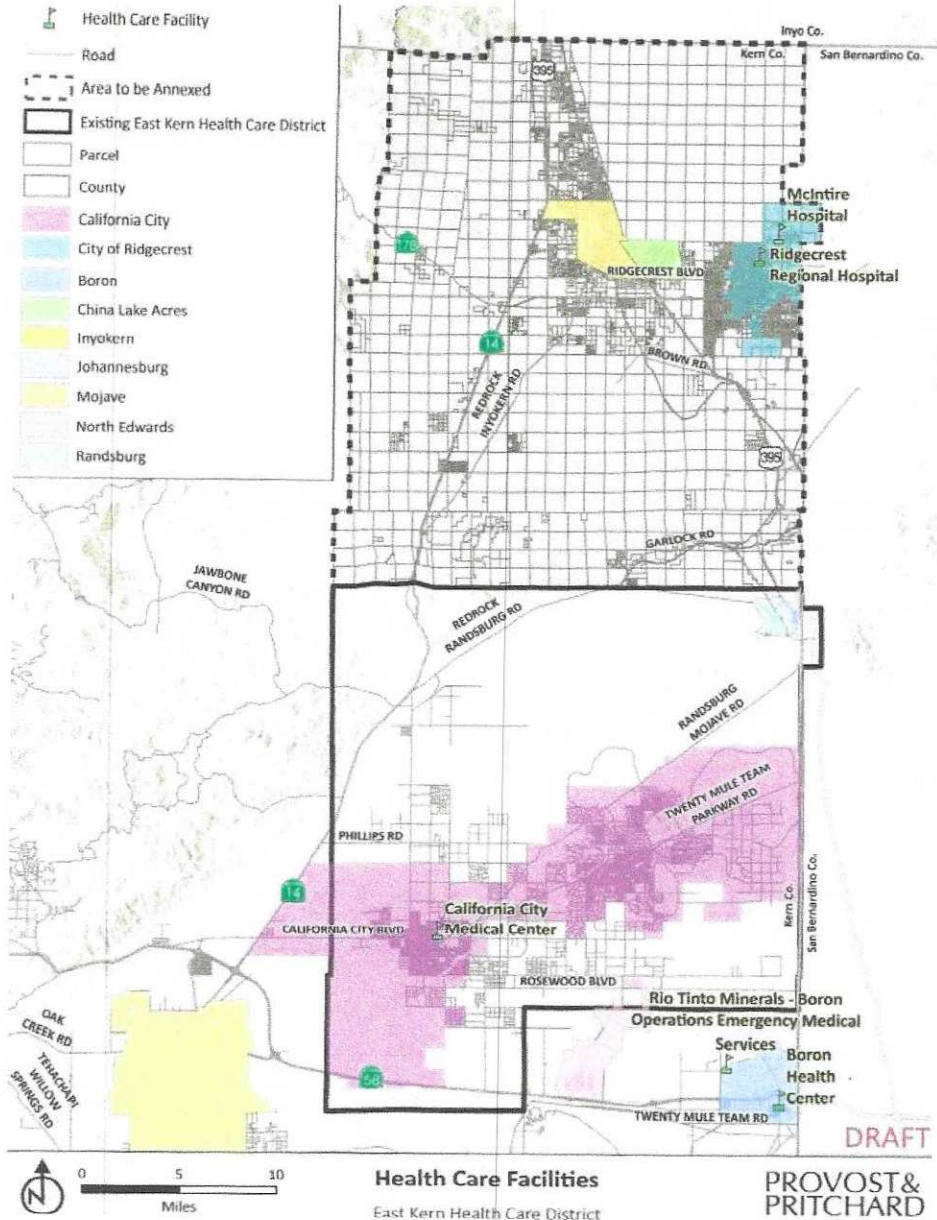 Health Care Facility
Road
Area to be Annexed
Existing East Kern Health Care District
Parcel
County
California City
City of Ridgecrest
Boron
China Lake Acres
Inyokern
Johannesburg
Mojave
North Edwards
Randsburg
Inyo Co.
Kern Co.
San Bernardino Co.
395
McIntire
Hospital
178
Ridgecrest
Regional Hospital
RIDGECREST BLVD
14
BROWN RD
REDROCK
INYOKERN RD
395
GARLOCK RD
JAWBONE
CANYON RD
REDROCK
RANDSBURG RD
RANDSBURG
MOJAVE RD
TWENTY MULE TEAM
PARKWAY RD
PHILLIPS RD
14
California City
Medical Center
CALIFORNIA CITY BLVD
Kern Co.
San Bernardino Co.
ROSEWOOD BLVD
Rio Tinto Minerals - Boron
Operations Emergency Medical
Services
OAK
CREEK RD
TEHACHAPI
WILLOW
SPRINGS RD
58
Boron
Health
Center
TWENTY MULE TEAM RD
DRAFT
N
0 5 10
Miles
Health Care Facilities
East Kern Health Care District
PROVOST&
PRITCHARD